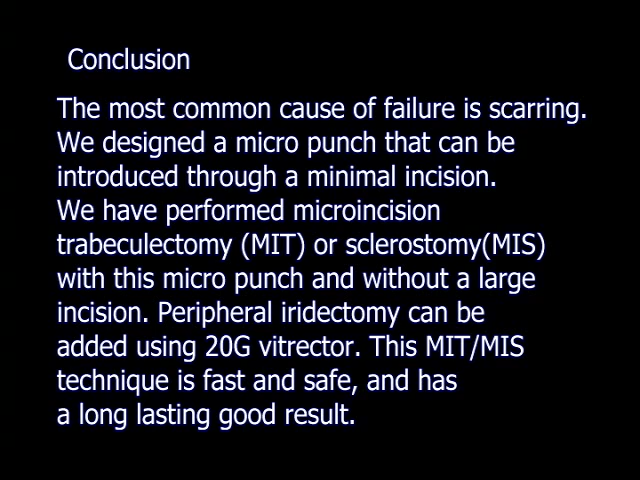 Conclusion
The most common cause of failure is scarring.
We designed a micro punch that can be
introduced through a minimal incision.
We have performed microincision
trabeculectomy (MIT) or sclerostomy(MIS)
with this micro punch and without a large
incision. Peripheral iridectomy can be
added using 20G vitrector. This MIT/MIS
technique is fast and safe, and has
a long lasting good result.